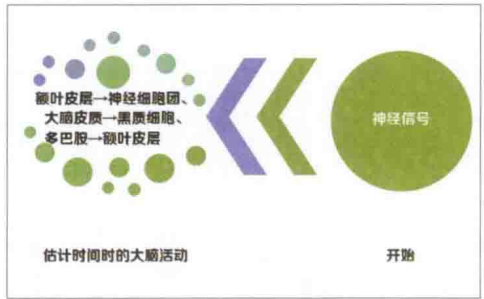 额叶皮层→神经细胞团、
大脑皮质→黑质细胞、
多巴胺→额叶皮层
神经信号
估计时间时的大脑活动
开始